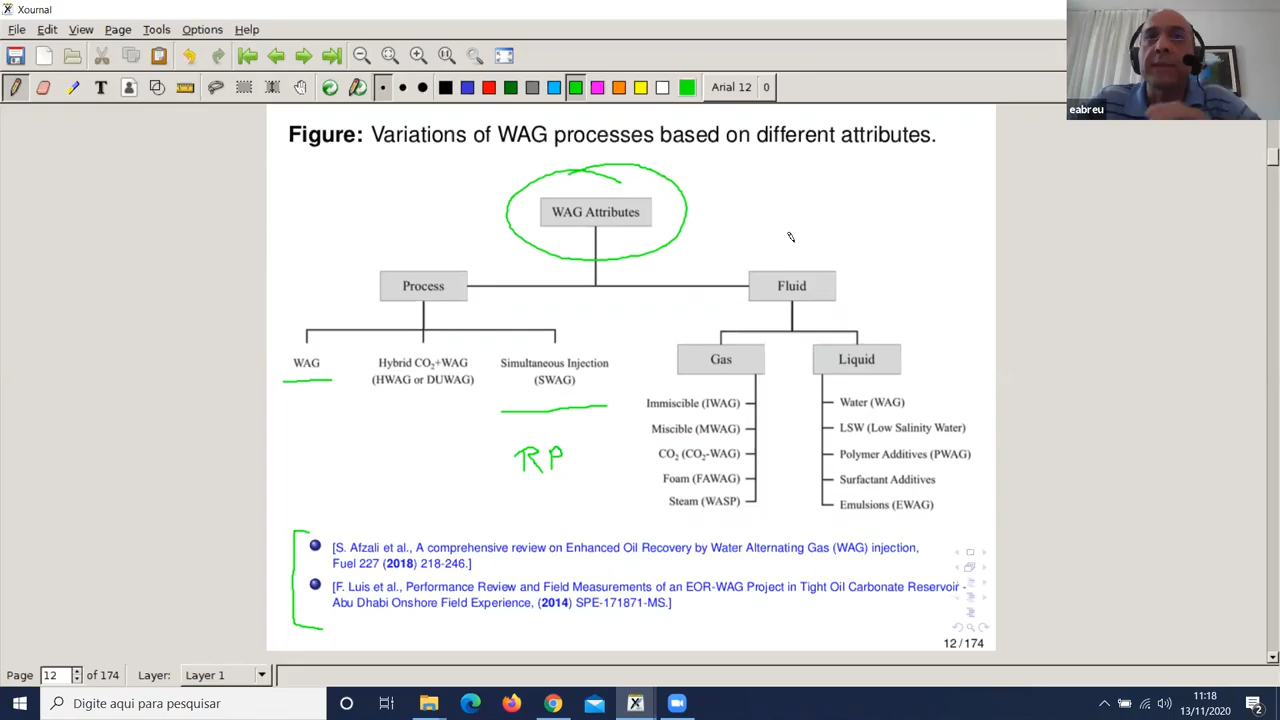 Xournal
File Edit View Page Tools Options Help
Arial 12 0
eabreu
Figure: Variations of WAG processes based on different attributes.
WAG Attributes
Process
Fluid
WAG
Hybrid CO₂+WAG
(HWAG or DUWAG)
Simultaneous Injection
(SWAG)
RP
Gas
Immiscible (IWAG)
Miscible (MWAG)
CO₂ (CO₂-WAG)
Foam (FAWAG)
Steam (WASP)
Liquid
Water (WAG)
LSW (Low Salinity Water)
Polymer Additives (PWAG)
Surfactant Additives
Emulsions (EWAG)
[S. Afzali et al., A comprehensive review on Enhanced Oil Recovery by Water Alternating Gas (WAG) injection,
Fuel 227 (2018) 218-246.]
[F. Luis et al., Performance Review and Field Measurements of an EOR-WAG Project in Tight Oil Carbonate Reservoir -
Abu Dhabi Onshore Field Experience, (2014) SPE-171871-MS.]
12/174
Page 12 of 174 Layer: Layer 1
Digite aqui para pesquisar
11:18
13/11/2020
2